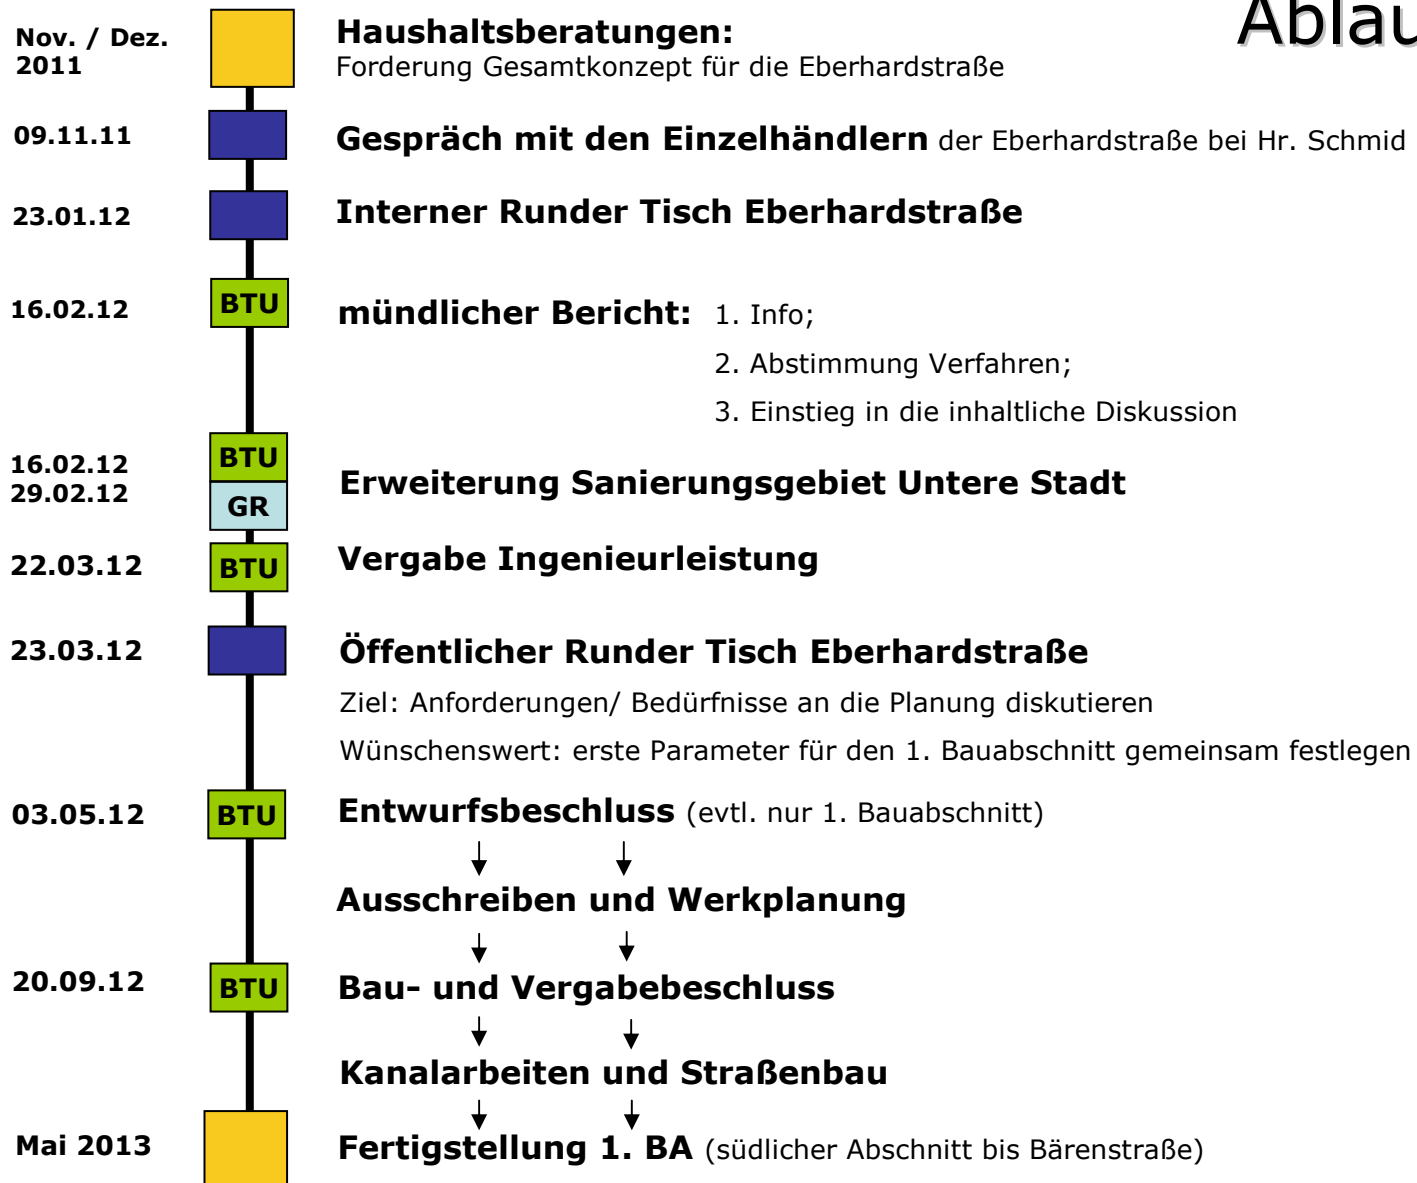 Ablau
Nov. / Dez.
2011
Haushaltsberatungen:
Forderung Gesamtkonzept für die Eberhardstraße
09.11.11
Gespräch mit den Einzelhändlern der Eberhardstraße bei Hr. Schmid
23.01.12
Interner Runder Tisch Eberhardstraße
16.02.12
BTU
mündlicher Bericht: 1. Info;
2. Abstimmung Verfahren;
3. Einstieg in die inhaltliche Diskussion
16.02.12
29.02.12
BTU
GR
Erweiterung Sanierungsgebiet Untere Stadt
22.03.12
BTU
Vergabe Ingenieurleistung
23.03.12
Öffentlicher Runder Tisch Eberhardstraße
Ziel: Anforderungen/ Bedürfnisse an die Planung diskutieren
Wünschenswert: erste Parameter für den 1. Bauabschnitt gemeinsam festlegen
03.05.12
BTU
Entwurfsbeschluss (evtl. nur 1. Bauabschnitt)
Ausschreiben und Werkplanung
20.09.12
BTU
Bau- und Vergabebeschluss
Kanalarbeiten und Straßenbau
Mai 2013
Fertigstellung 1. BA (südlicher Abschnitt bis Bärenstraße)